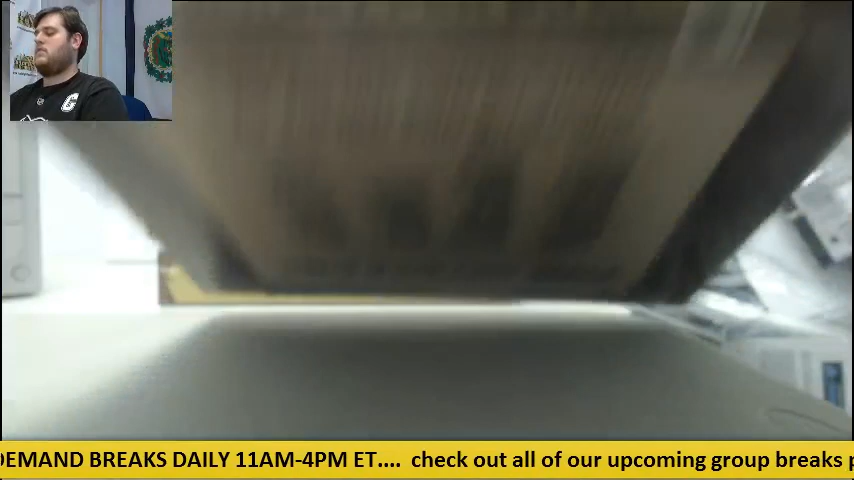 C
DEMAND BREAKS DAILY 11AM-4PM ET.... check out all of our upcoming group breaks p